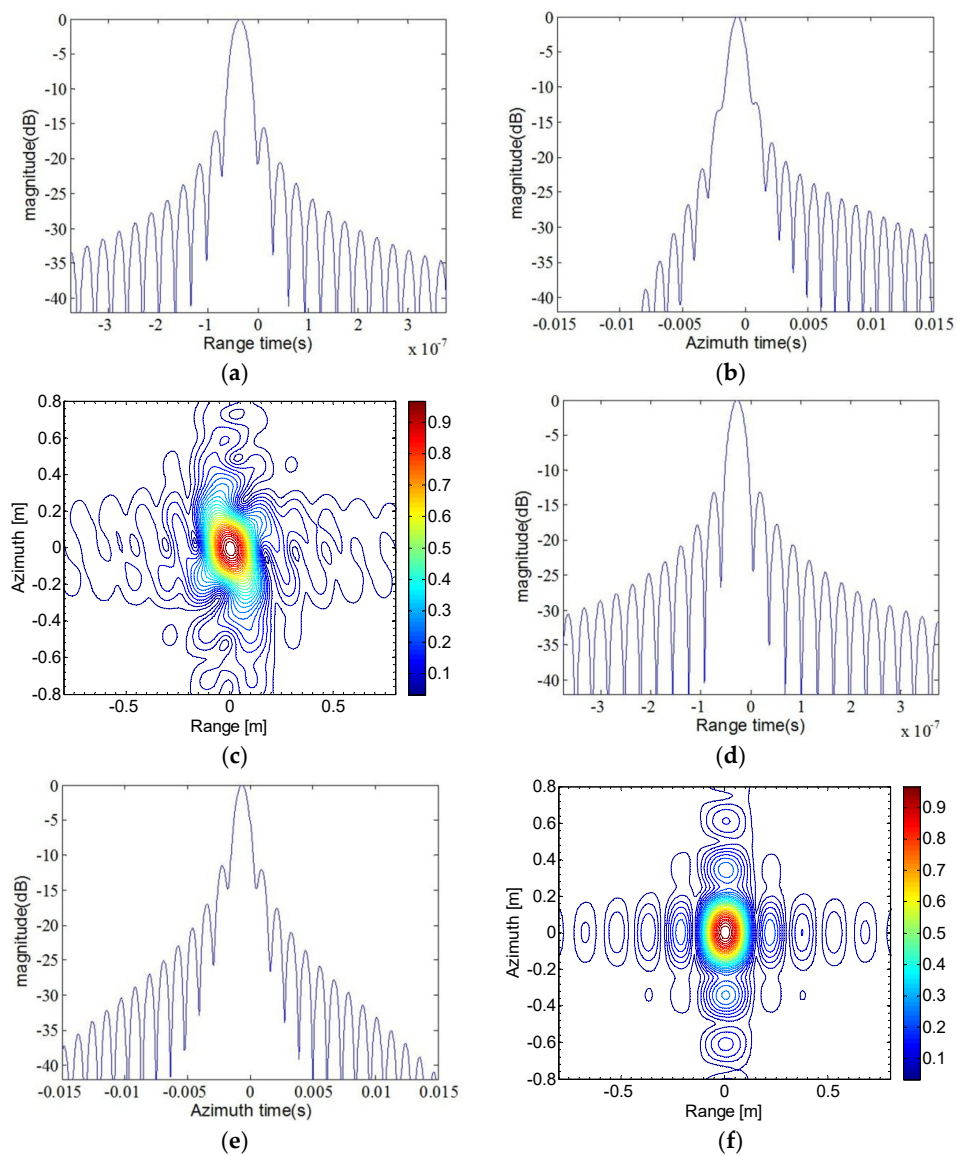 0
-5
-10
-15
-20
-25
-30
-35
-40
magnitude(dB)
-3 -2 -1 0 1 2 3
Range time(s)
x 10⁻⁷
(a)
0
-5
-10
-15
-20
-25
-30
-35
-40
magnitude(dB)
-0.015 -0.01 -0.005 0 0.005 0.01 0.015
Azimuth time(s)
(b)
0.8
0.6
0.4
0.2
0
-0.2
-0.4
-0.6
-0.8
Azimuth [m]
-0.5 0 0.5
Range [m]
0.9
0.8
0.7
0.6
0.5
0.4
0.3
0.2
0.1
(c)
0
-5
-10
-15
-20
-25
-30
-35
-40
magnitude(dB)
-3 -2 -1 0 1 2 3
Range time(s)
x 10⁻⁷
(d)
0
-5
-10
-15
-20
-25
-30
-35
-40
magnitude(dB)
-0.015 -0.01 -0.005 0 0.005 0.01 0.015
Azimuth time(s)
(e)
0.8
0.6
0.4
0.2
0
-0.2
-0.4
-0.6
-0.8
Azimuth [m]
-0.5 0 0.5
Range [m]
0.9
0.8
0.7
0.6
0.5
0.4
0.3
0.2
0.1
(f)